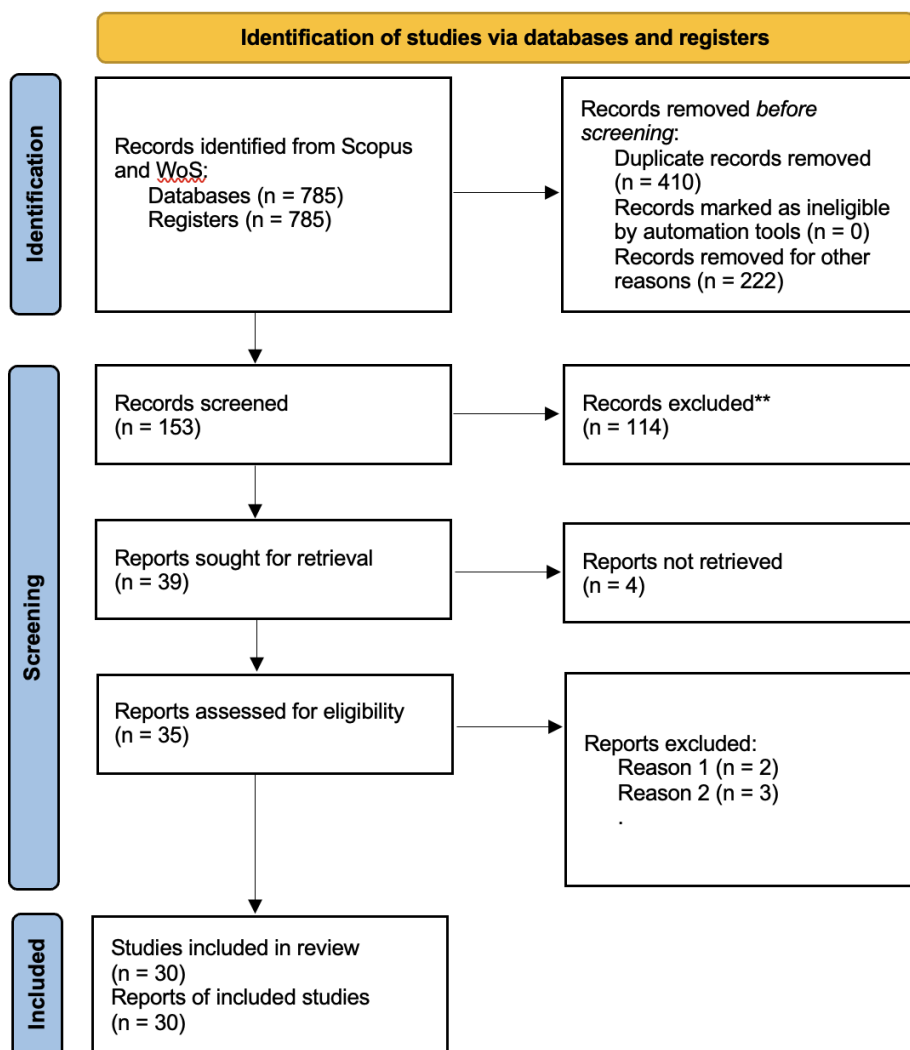 Identification of studies via databases and registers
Identification
Records identified from Scopus
and WoS:
Databases (n = 785)
Registers (n = 785)
Records removed before
screening:
Duplicate records removed
(n = 410)
Records marked as ineligible
by automation tools (n = 0)
Records removed for other
reasons (n = 222)
Screening
Records screened
(n = 153)
Records excluded**
(n = 114)
Reports sought for retrieval
(n = 39)
Reports not retrieved
(n = 4)
Reports assessed for eligibility
(n = 35)
Reports excluded:
Reason 1 (n = 2)
Reason 2 (n = 3)
.
Included
Studies included in review
(n = 30)
Reports of included studies
(n = 30)